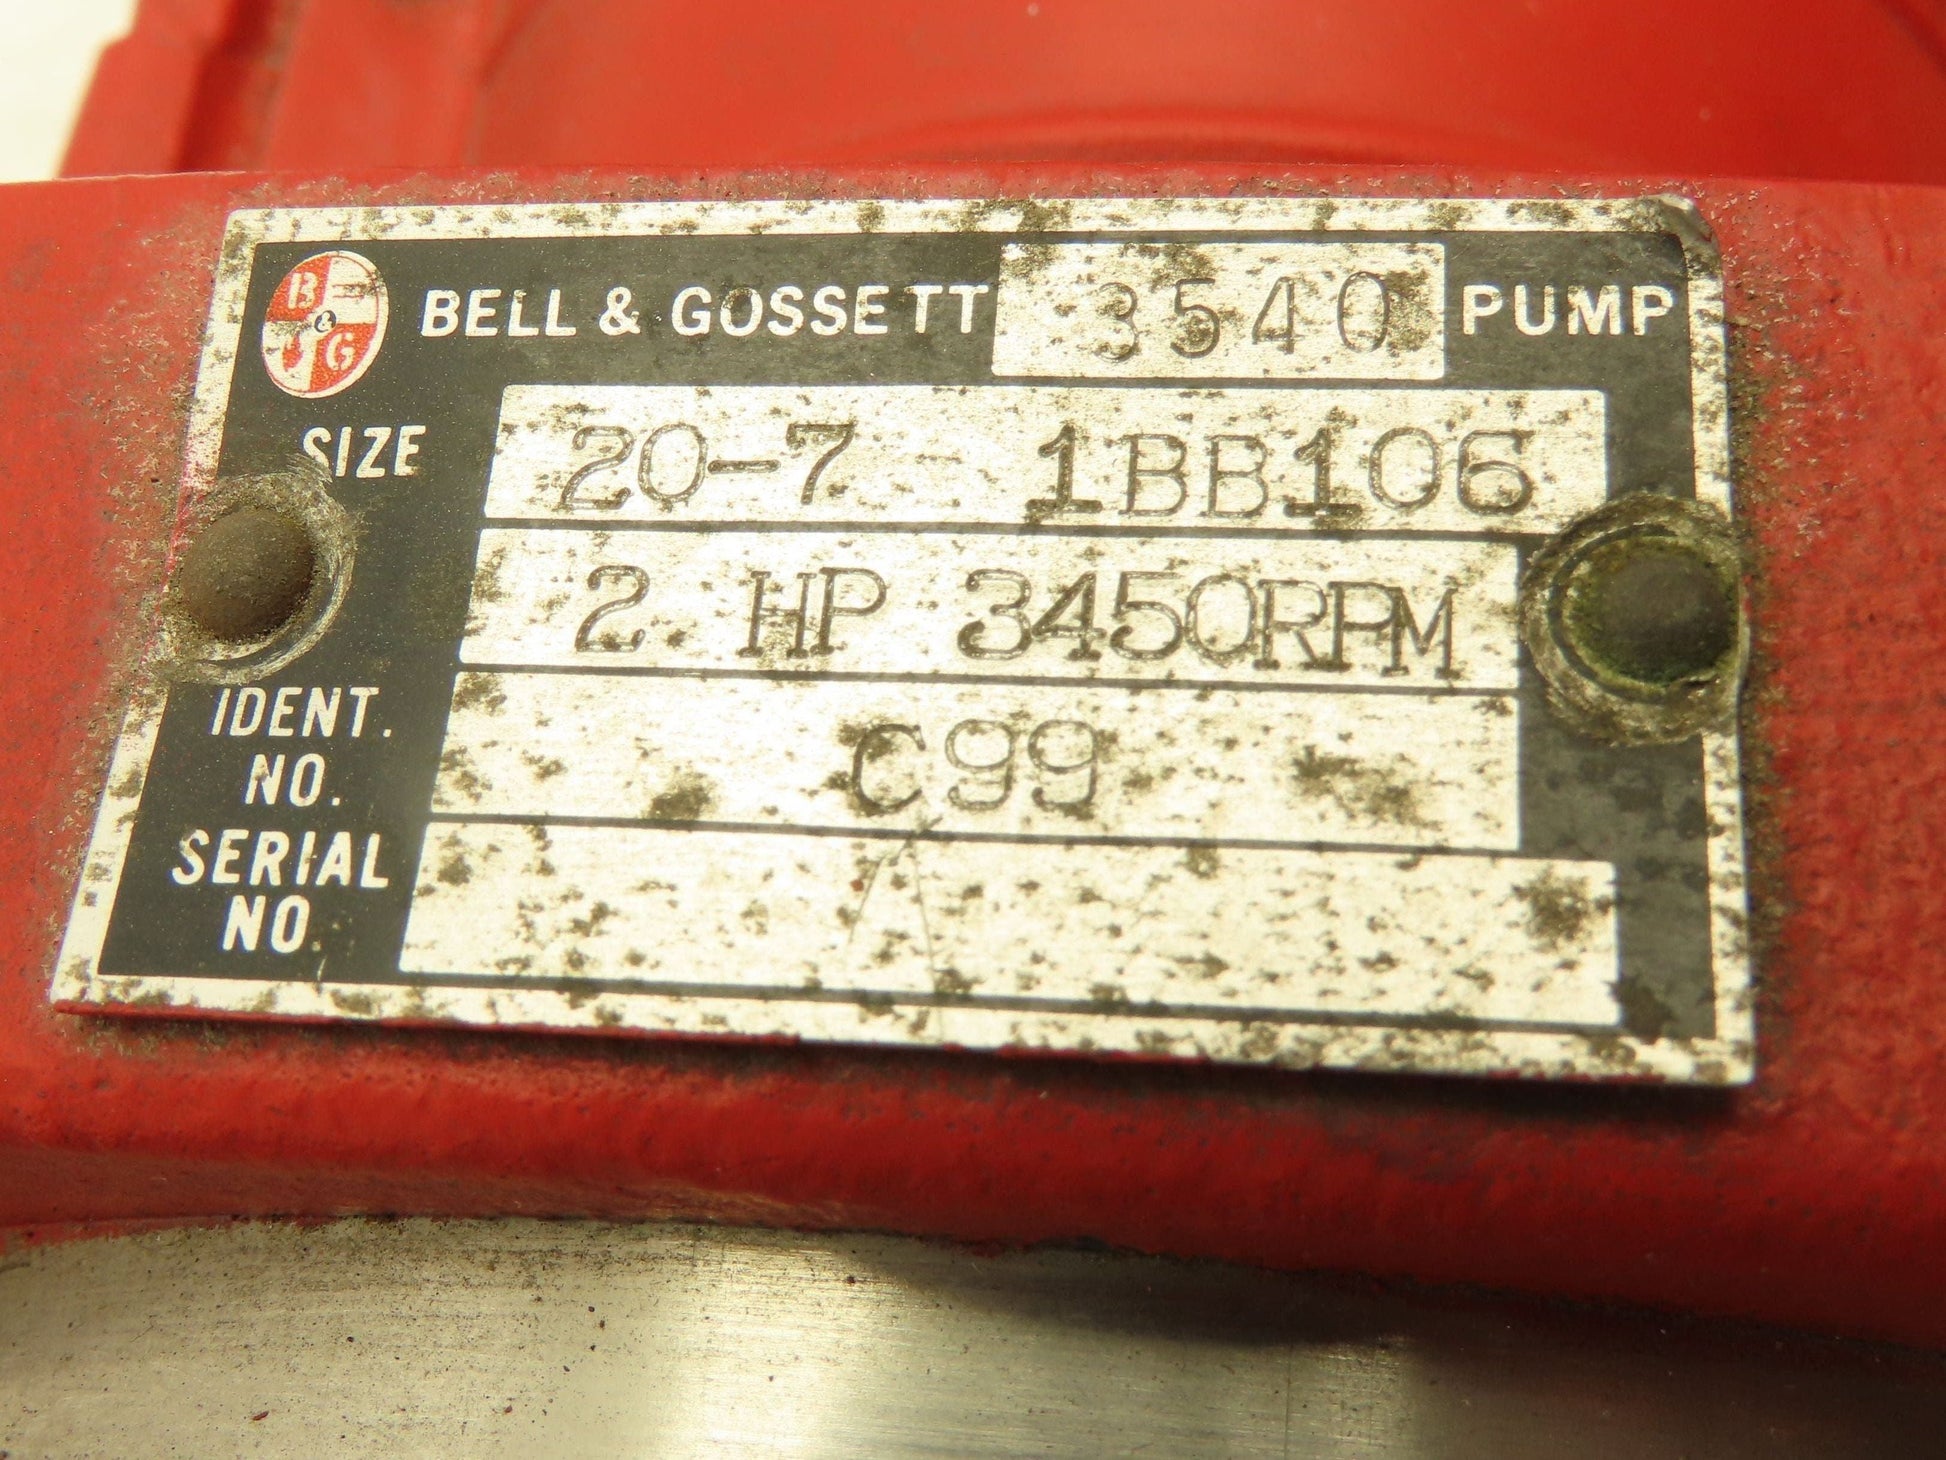 B & G BELL & GOSSETT 3540 PUMP
SIZE 20-7 1BB106
2 HP 3450RPM
IDENT. NO. C99
SERIAL NO.